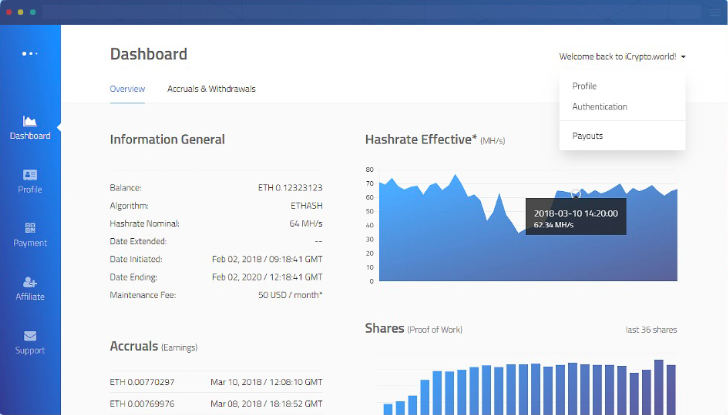 Dashboard
Welcome back to iCrypto.world!
Overview
Accruals & Withdrawals
Profile
Authentication
Payouts
Dashboard
Profile
Payment
Affiliate
Support
Information General
Balance: ETH 0.12323123
Algorithm: ETHASH
Hashrate Nominal: 64 MH/s
Date Extended: --
Date Initiated: Feb 02, 2018 / 09:18:41 GMT
Date Ending: Feb 02, 2020 / 12:18:41 GMT
Maintenance Fee: 50 USD / month*
Hashrate Effective* (MH/s)
80
70
60
50
40
30
20
10
0
2018-03-10 14:20:00
62.34 MH/s
Accruals (Earnings)
ETH 0.00770297 Mar 10, 2018 / 12:08:10 GMT
ETH 0.00769976 Mar 08, 2018 / 18:18:52 GMT
Shares (Proof of Work)
last 36 shares